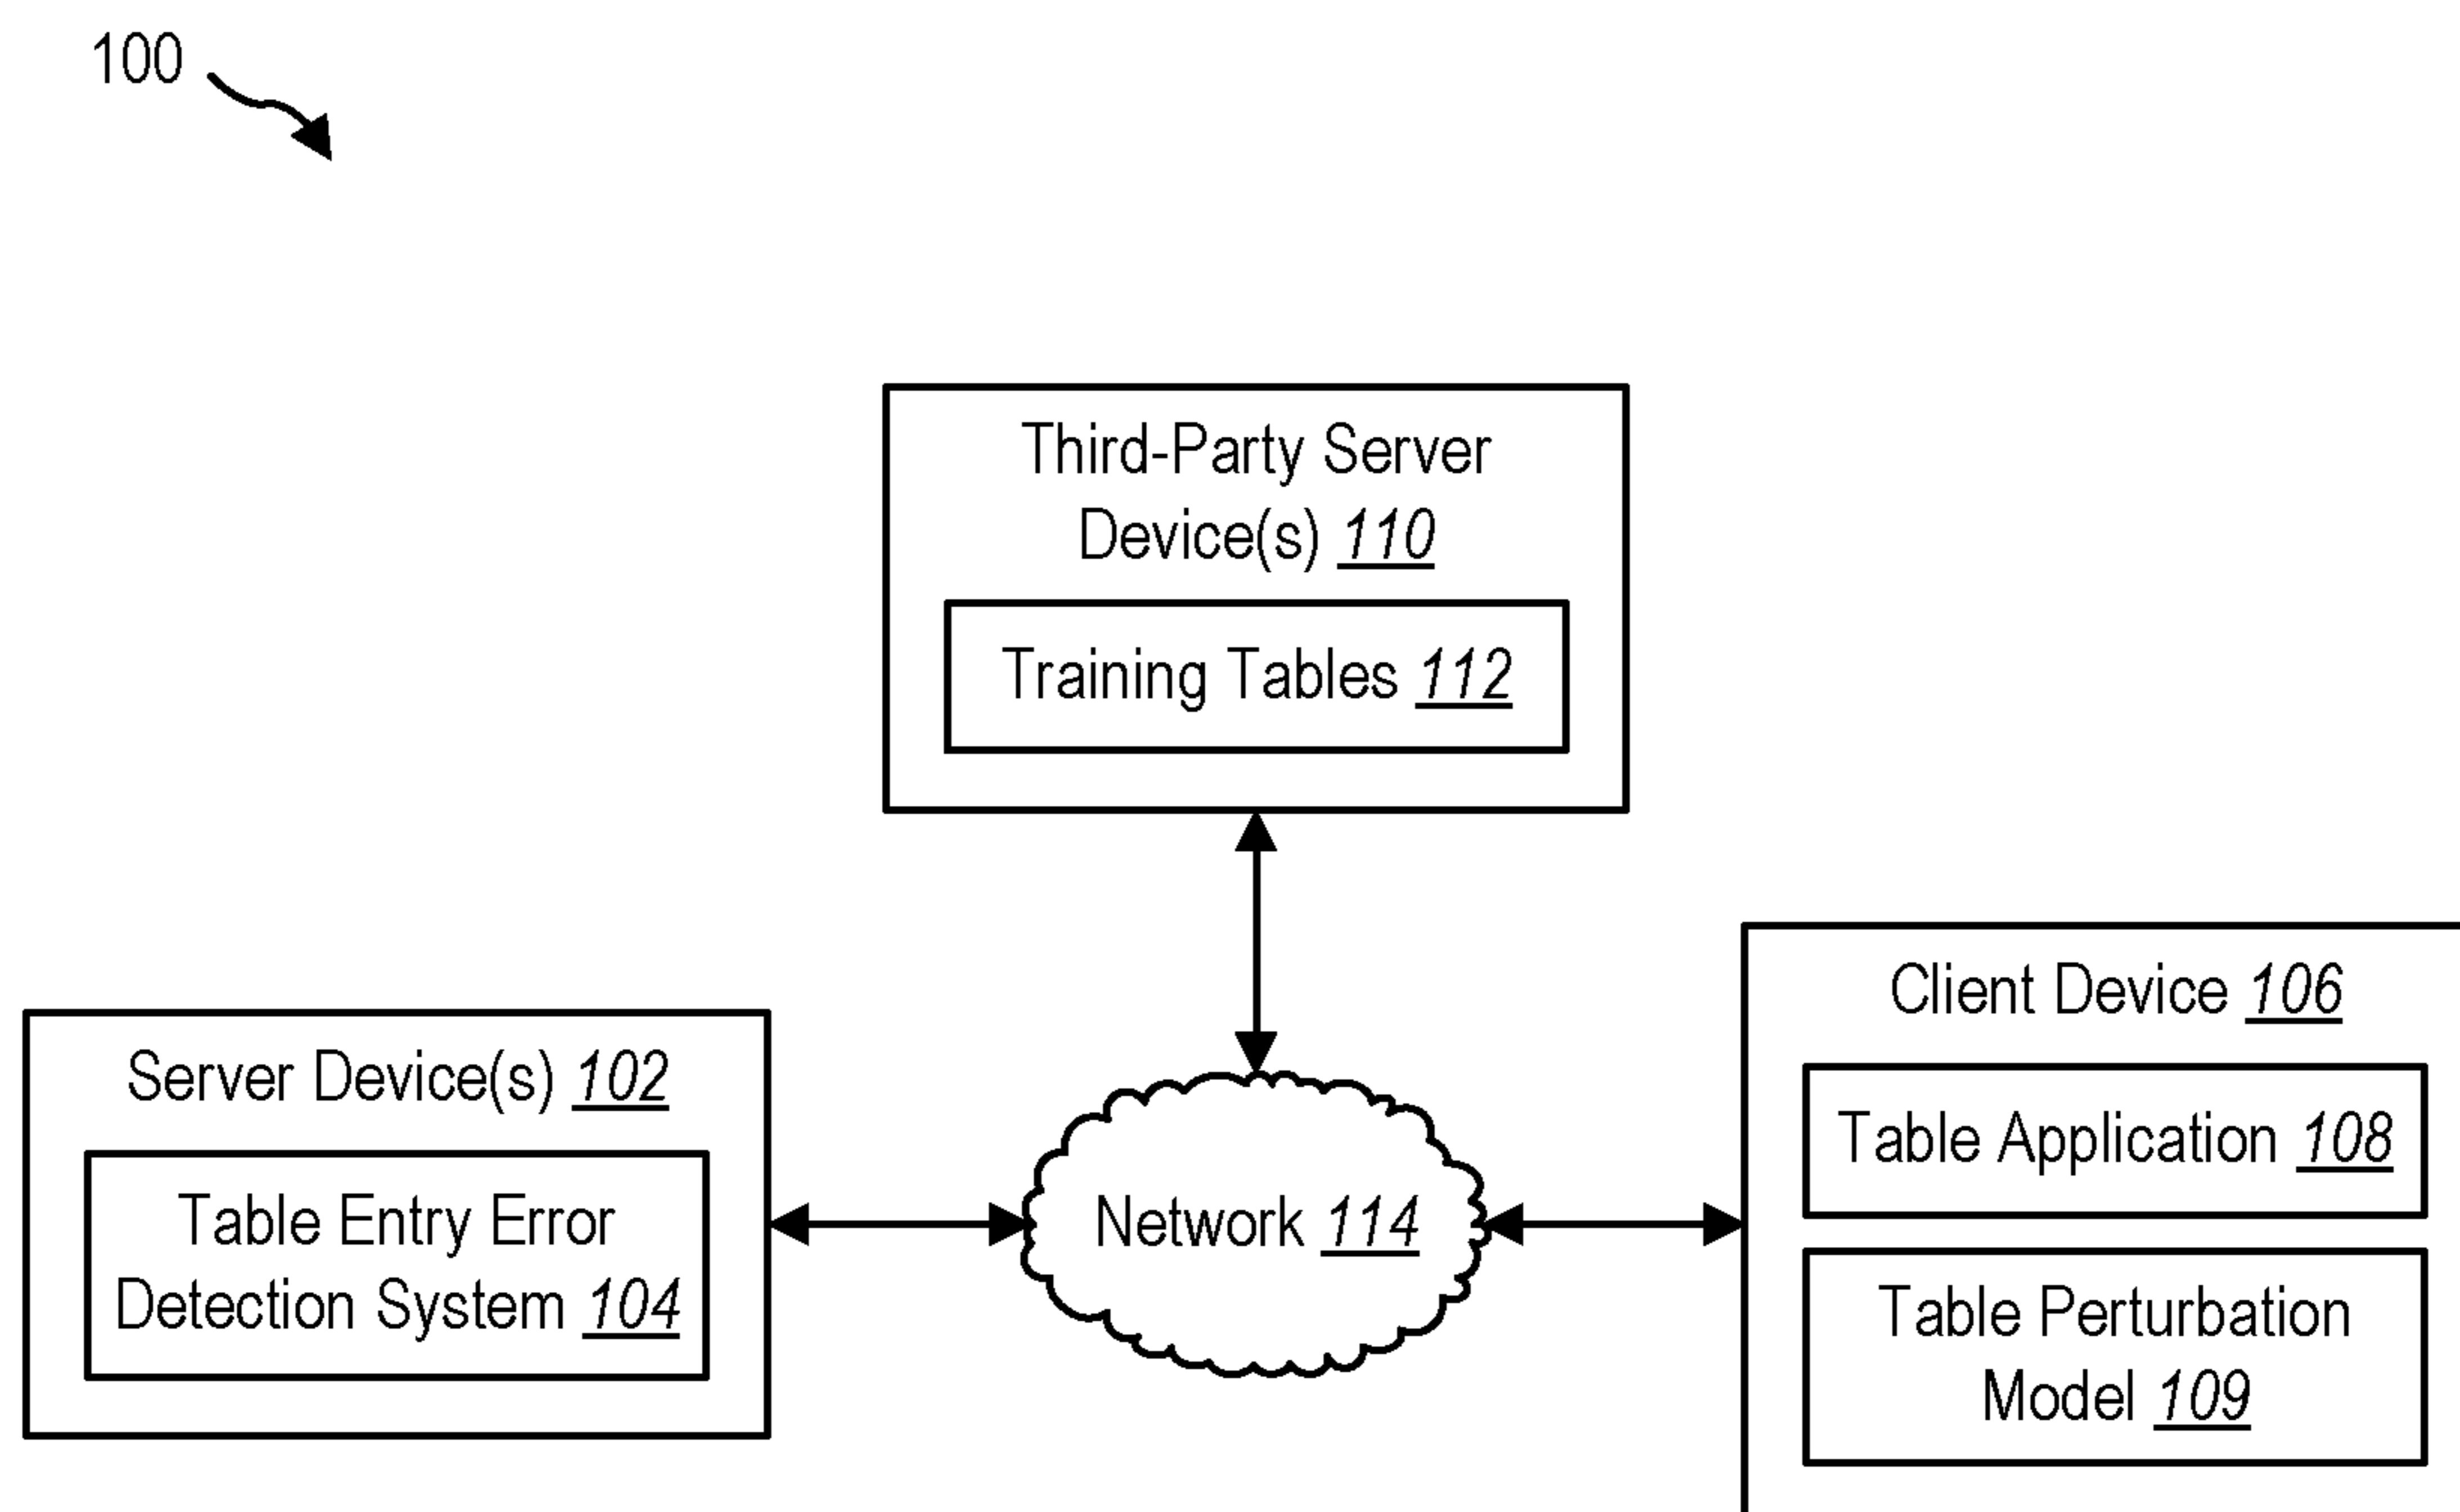 100
Third-Party Server
Device(s) 110
Training Tables 112
Server Device(s) 102
Table Entry Error
Detection System 104
Network 114
Client Device 106
Table Application 108
Table Perturbation
Model 109